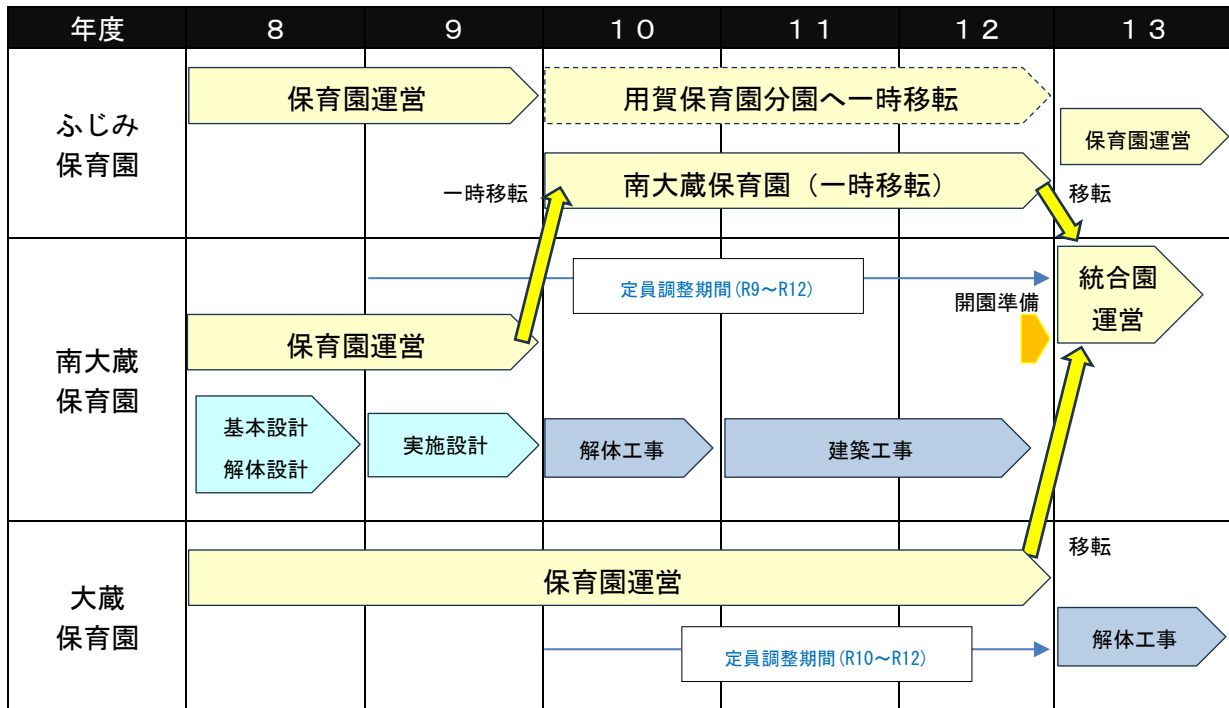 年度 ８ ９ １０ １１ １２ １３
ふじみ
保育園
保育園運営
用賀保育園分園へ一時移転
保育園運営
一時移転
南大蔵保育園（一時移転）
移転
南大蔵
保育園
定員調整期間(R9～R12)
開園準備
統合園
運営
保育園運営
基本設計
解体設計
実施設計
解体工事
建築工事
大蔵
保育園
移転
保育園運営
定員調整期間(R10～R12)
解体工事